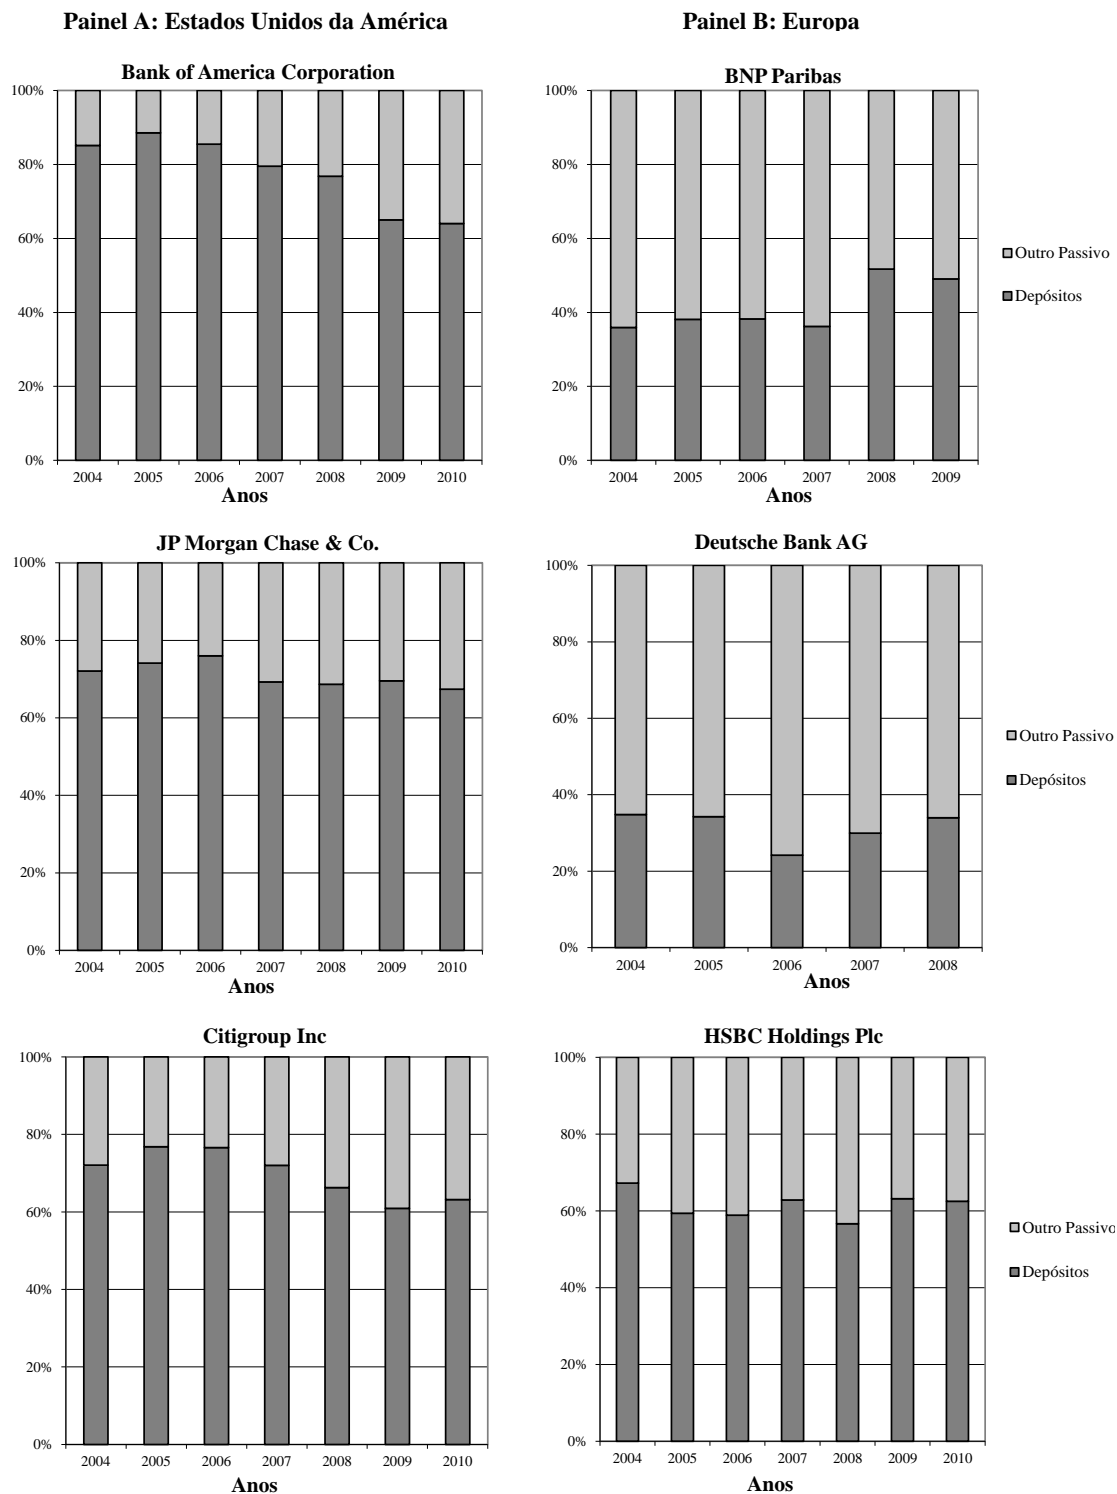 Painel A: Estados Unidos da América
Painel B: Europa
Bank of America Corporation
100%
80%
60%
40%
20%
0%
2004 2005 2006 2007 2008 2009 2010
Anos
BNP Paribas
100%
80%
60%
40%
20%
0%
2004 2005 2006 2007 2008 2009
Anos
Outro Passivo
Depósitos
JP Morgan Chase & Co.
100%
80%
60%
40%
20%
0%
2004 2005 2006 2007 2008 2009 2010
Anos
Deutsche Bank AG
100%
80%
60%
40%
20%
0%
2004 2005 2006 2007 2008
Anos
Outro Passivo
Depósitos
Citigroup Inc
100%
80%
60%
40%
20%
0%
2004 2005 2006 2007 2008 2009 2010
Anos
HSBC Holdings Plc
100%
80%
60%
40%
20%
0%
2004 2005 2006 2007 2008 2009 2010
Anos
Outro Passivo
Depósitos